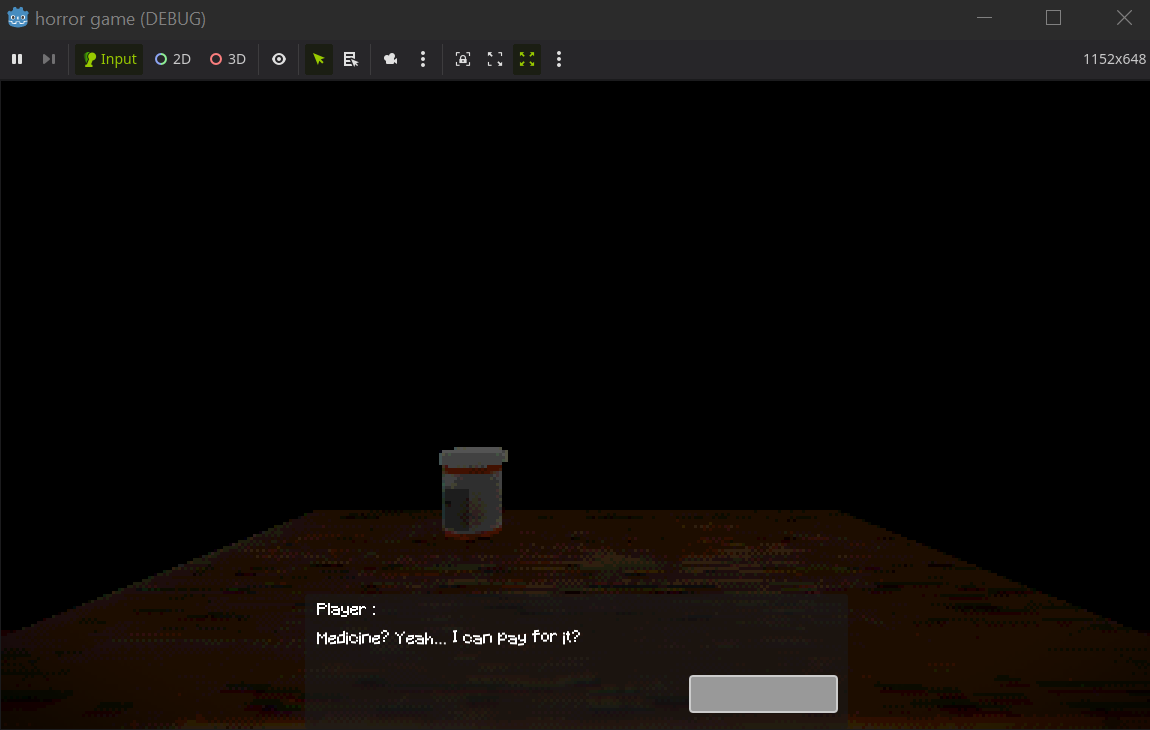 horror game (DEBUG)
Input 2D 3D 1152x648
Player :
Medicine? Yeah... I can pay for it?